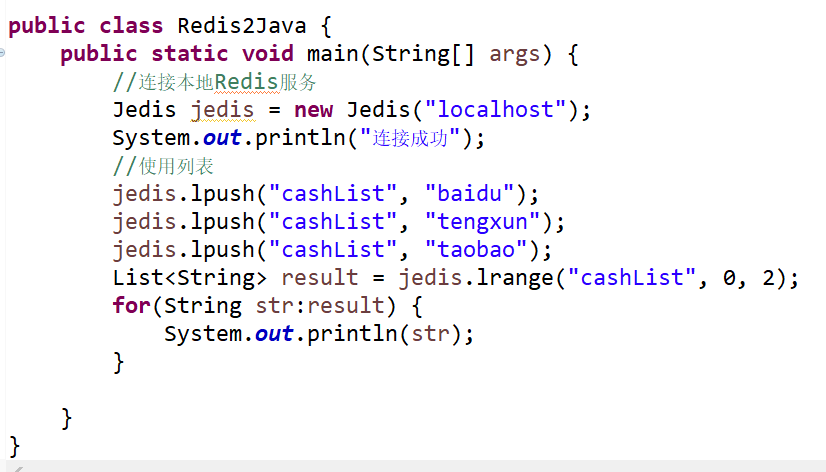 public class Redis2Java {
    public static void main(String[] args) {
        //连接本地Redis服务
        Jedis jedis = new Jedis("localhost");
        System.out.println("连接成功");
        //使用列表
        jedis.lpush("cashList", "baidu");
        jedis.lpush("cashList", "tengxun");
        jedis.lpush("cashList", "taobao");
        List<String> result = jedis.lrange("cashList", 0, 2);
        for(String str:result) {
            System.out.println(str);
        }
    }
}